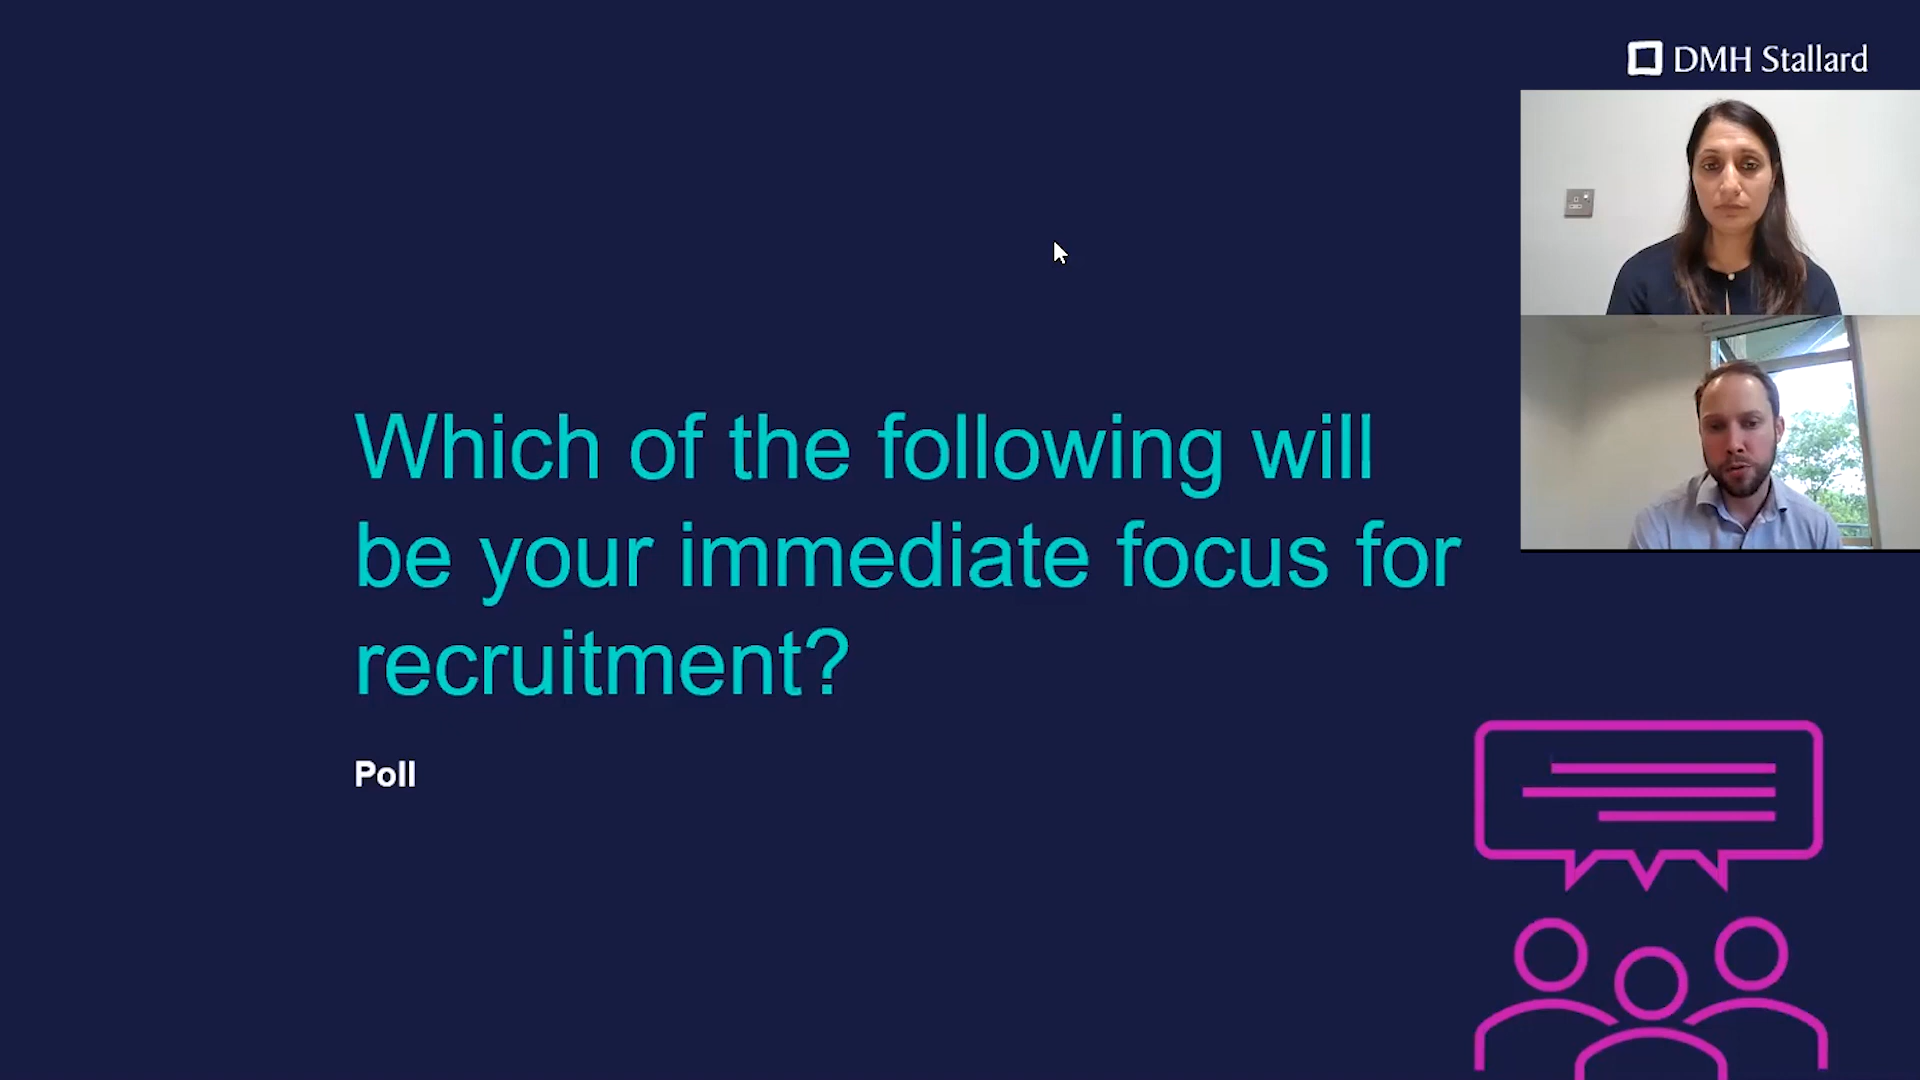 DMH Stallard
Which of the following will
be your immediate focus for
recruitment?
Poll